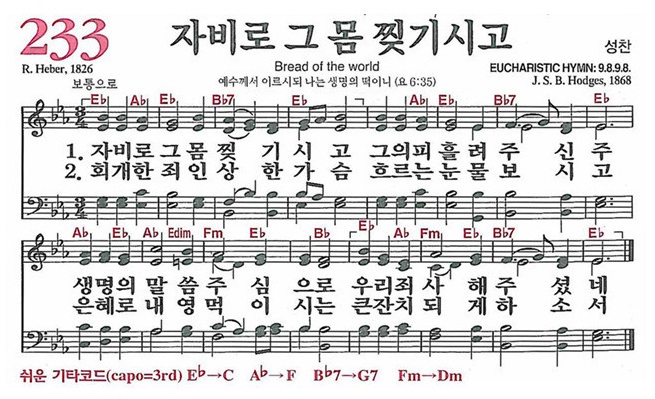 233
자비로 그 몸 찢기시고
성찬
R. Heber, 1826
Bread of the world
EUCHARISTIC HYMN: 9.8.9.8.
보통으로
예수께서 이르시되 나는 생명의 떡이니 (요 6:35)
J. S. B. Hodges, 1868
E♭ A♭ E♭ B♭7 E♭ E♭ A♭ E♭ B♭7 E♭
1. 자비로 그 몸 찢 기 시 고 그의 피 흘 려 주 신 주
2. 회개한 죄 인 상 한 가 슴 흐르는 눈 물 보 시 고
A♭ E♭ A♭ E♭ Edim Fm E♭ B♭ E♭ A♭ Fm E♭ B♭7 E♭
생명의 말 씀 주 심 으 로 우리 죄 사 해 주 셨 네
은혜로 내 영 먹 이 시 는 큰 잔치 되 게 하 소 서
쉬운 기타코드(capo=3rd) E♭→C A♭→F B♭7→G7 Fm→Dm